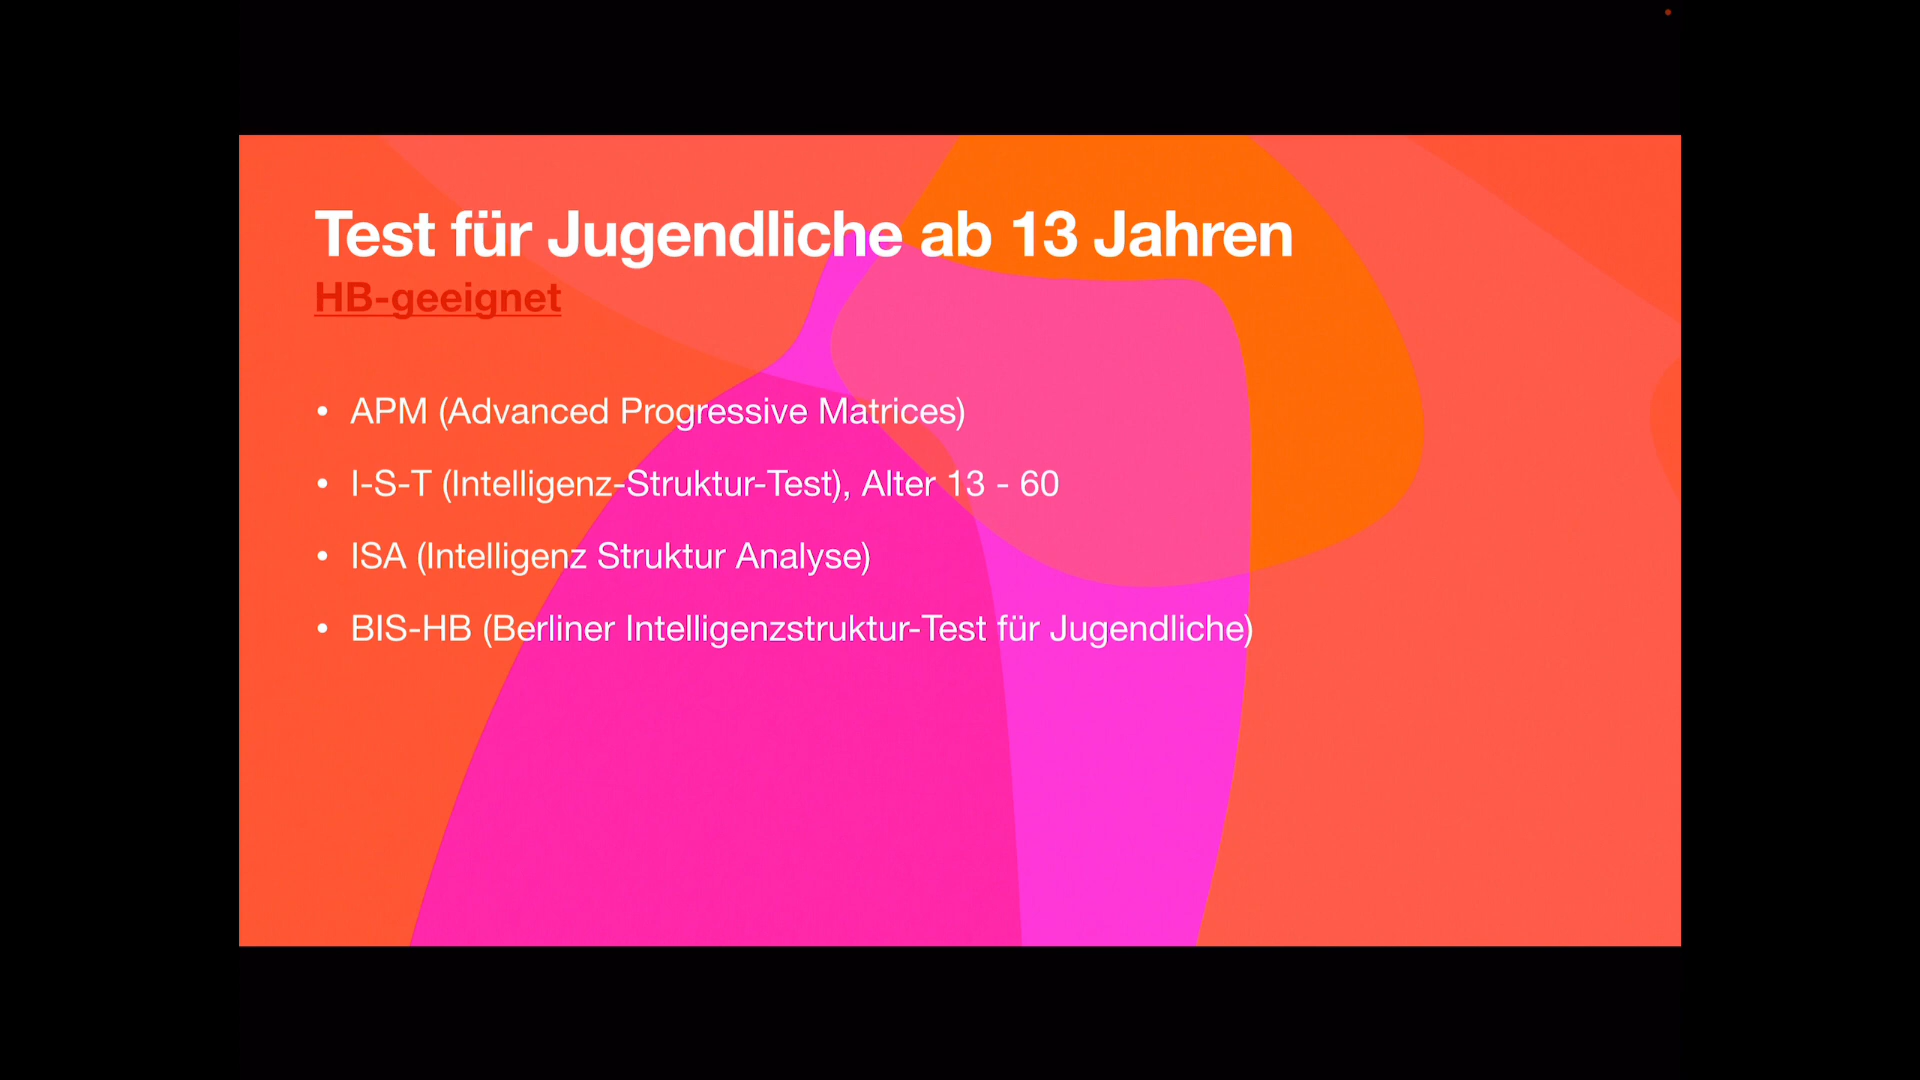 Test für Jugendliche ab 13 Jahren
HB-geeignet
• APM (Advanced Progressive Matrices)
• I-S-T (Intelligenz-Struktur-Test), Alter 13 - 60
• ISA (Intelligenz Struktur Analyse)
• BIS-HB (Berliner Intelligenzstruktur-Test für Jugendliche)